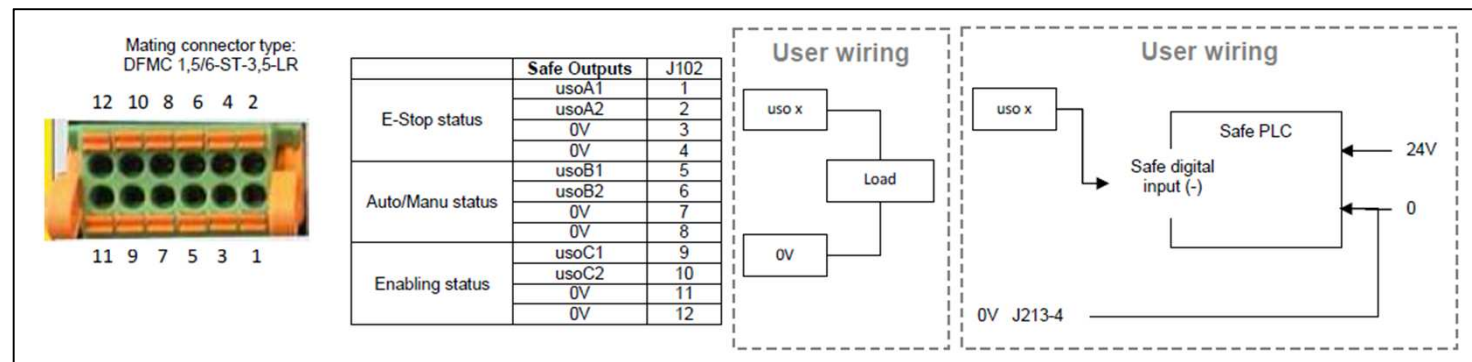 Mating connector type:
DFMC 1,5/6-ST-3,5-LR
12 10 8 6 4 2
11 9 7 5 3 1
Safe Outputs J102
E-Stop status
usoA1 1
usoA2 2
0V 3
0V 4
Auto/Manu status
usoB1 5
usoB2 6
0V 7
0V 8
Enabling status
usoC1 9
usoC2 10
0V 11
0V 12
User wiring
uso x
Load
0V
User wiring
uso x
Safe PLC
Safe digital
input (-)
24V
0
0V J213-4